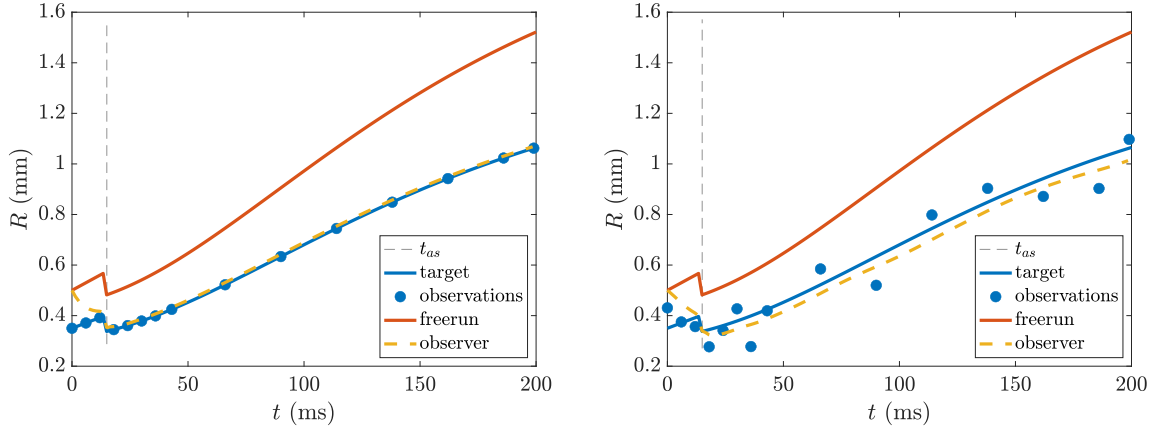 1.6
1.4
1.2
1
0.8
0.6
0.4
0.2
R (mm)
0
50
100
150
200
t (ms)
t_as
target
observations
freerun
observer
1.6
1.4
1.2
1
0.8
0.6
0.4
0.2
R (mm)
0
50
100
150
200
t (ms)
t_as
target
observations
freerun
observer